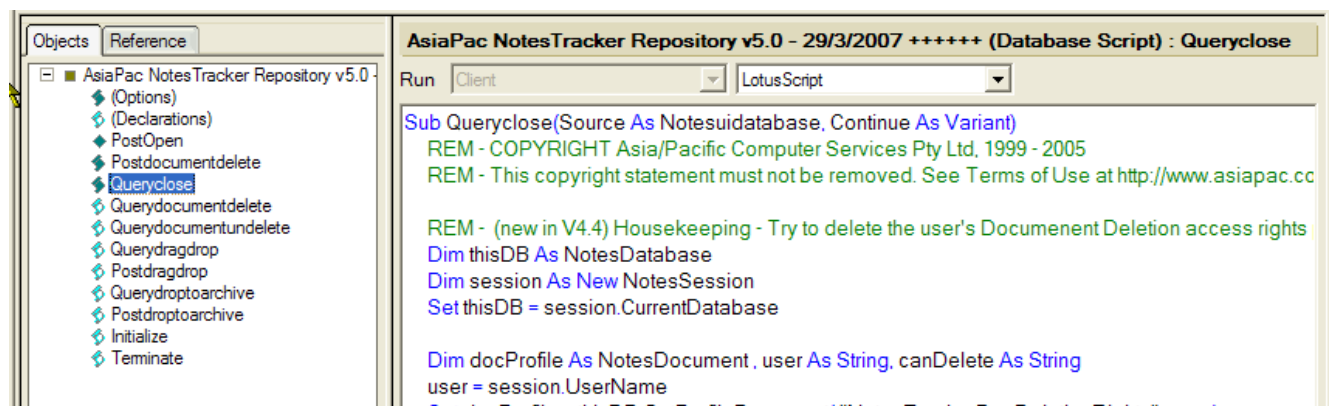 Objects Reference
AsiaPac NotesTracker Repository v5.0 -
(Options)
(Declarations)
PostOpen
Postdocumentdelete
Queryclose
Querydocumentdelete
Querydocumentundelete
Querydragdrop
Postdragdrop
Querydroptoarchive
Postdroptoarchive
Initialize
Terminate
AsiaPac NotesTracker Repository v5.0 - 29/3/2007 ++++++ (Database Script) : Queryclose
Run Client LotusScript
Sub Queryclose(Source As Notesuidatabase, Continue As Variant)
REM - COPYRIGHT Asia/Pacific Computer Services Pty Ltd, 1999 - 2005
REM - This copyright statement must not be removed. See Terms of Use at http://www.asiapac.cc
REM - (new in V4.4) Housekeeping - Try to delete the user's Documenent Deletion access rights
Dim thisDB As NotesDatabase
Dim session As New NotesSession
Set thisDB = session.CurrentDatabase
Dim docProfile As NotesDocument , user As String, canDelete As String
user = session.UserName